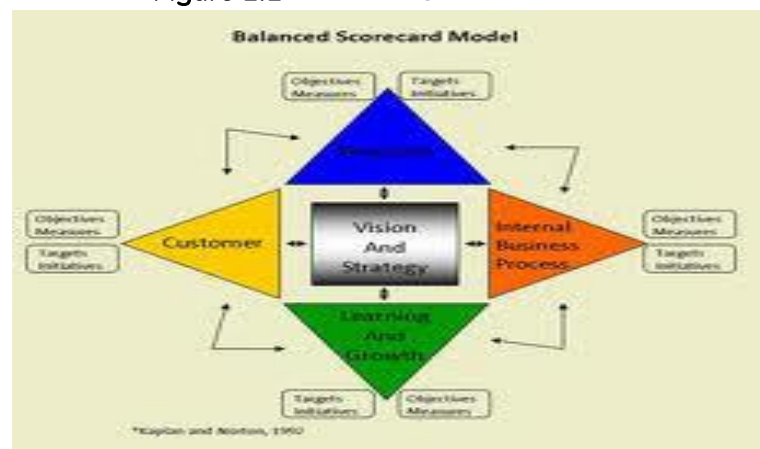 Figure 2.1
Balanced Scorecard Model
Objectives
Measures
Targets
Initiatives
Objectives
Measures
Targets
Initiatives
Customer
Vision
And
Strategy
Internal
Business
Process
Objectives
Measures
Targets
Initiatives
Learning
And
Growth
Targets
Initiatives
Objectives
Measures
*Kaplan and Norton, 1992